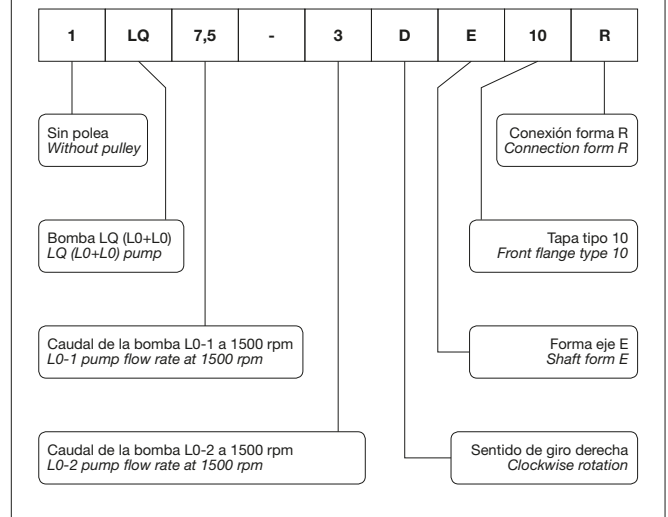 1 LQ 7,5 - 3 D E 10 R
Sin polea
Without pulley
Conexión forma R
Connection form R
Bomba LQ (L0+L0)
LQ (L0+L0) pump
Tapa tipo 10
Front flange type 10
Caudal de la bomba L0-1 a 1500 rpm
L0-1 pump flow rate at 1500 rpm
Forma eje E
Shaft form E
Caudal de la bomba L0-2 a 1500 rpm
L0-2 pump flow rate at 1500 rpm
Sentido de giro derecha
Clockwise rotation